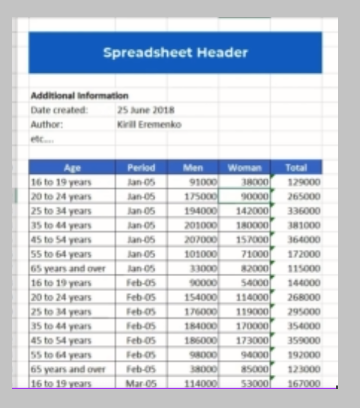 Spreadsheet Header
Additional Information
Date created: 25 June 2018
Author: Kirill Eremenko
etc....
Age Period Men Woman Total
16 to 19 years Jan-05 91000 38000 129000
20 to 24 years Jan-05 175000 90000 265000
25 to 34 years Jan-05 194000 142000 336000
35 to 44 years Jan-05 201000 180000 381000
45 to 54 years Jan-05 207000 157000 364000
55 to 64 years Jan-05 101000 71000 172000
65 years and over Jan-05 33000 82000 115000
16 to 19 years Feb-05 90000 54000 144000
20 to 24 years Feb-05 154000 114000 268000
25 to 34 years Feb-05 176000 119000 295000
35 to 44 years Feb-05 184000 170000 354000
45 to 54 years Feb-05 186000 173000 359000
55 to 64 years Feb-05 98000 94000 192000
65 years and over Feb-05 38000 85000 123000
16 to 19 years Mar-05 114000 53000 167000